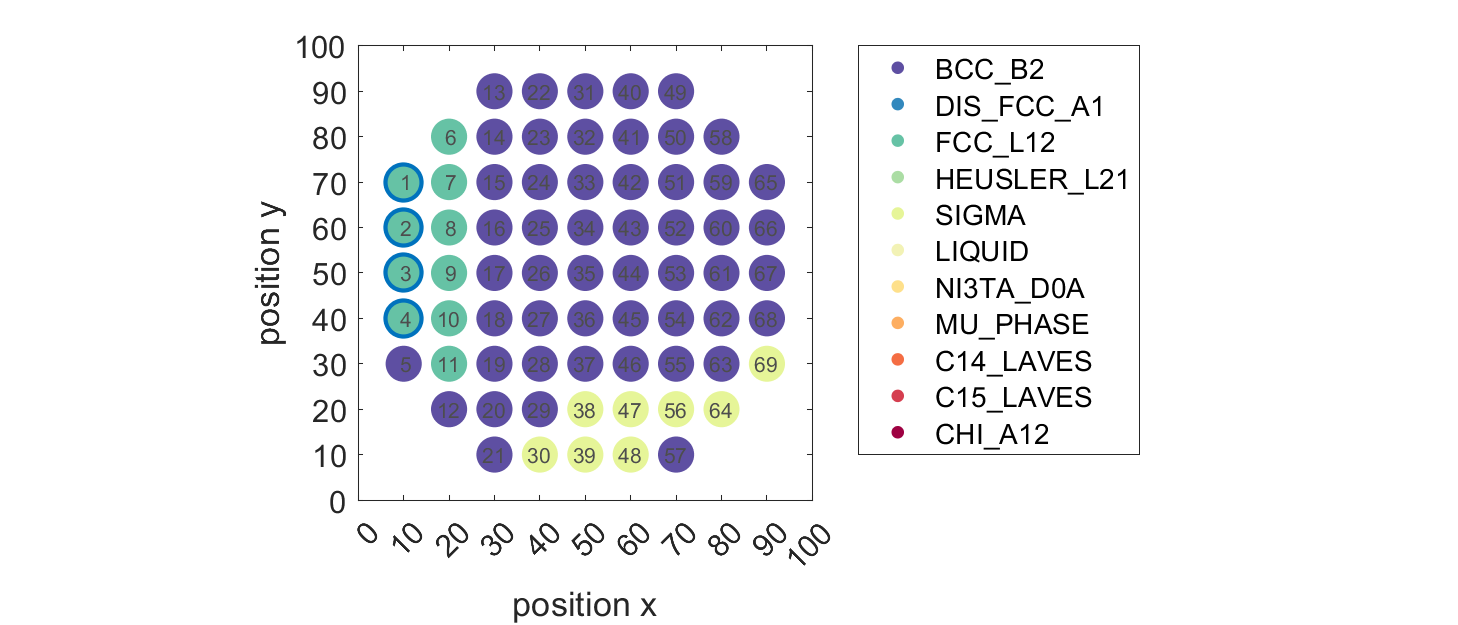 100
90
80
70
60
50
40
30
20
10
0
position y
13 22 31 40 49
6 14 23 32 41 50 58
1 7 15 24 33 42 51 59 65
2 8 16 25 34 43 52 60 66
3 9 17 26 35 44 53 61 67
4 10 18 27 36 45 54 62 68
5 11 19 28 37 46 55 63 69
12 20 29 38 47 56 64
21 30 39 48 57
0 10 20 30 40 50 60 70 80 90 100
position x
BCC_B2
DIS_FCC_A1
FCC_L12
HEUSLER_L21
SIGMA
LIQUID
NI3TA_D0A
MU_PHASE
C14_LAVES
C15_LAVES
CHI_A12